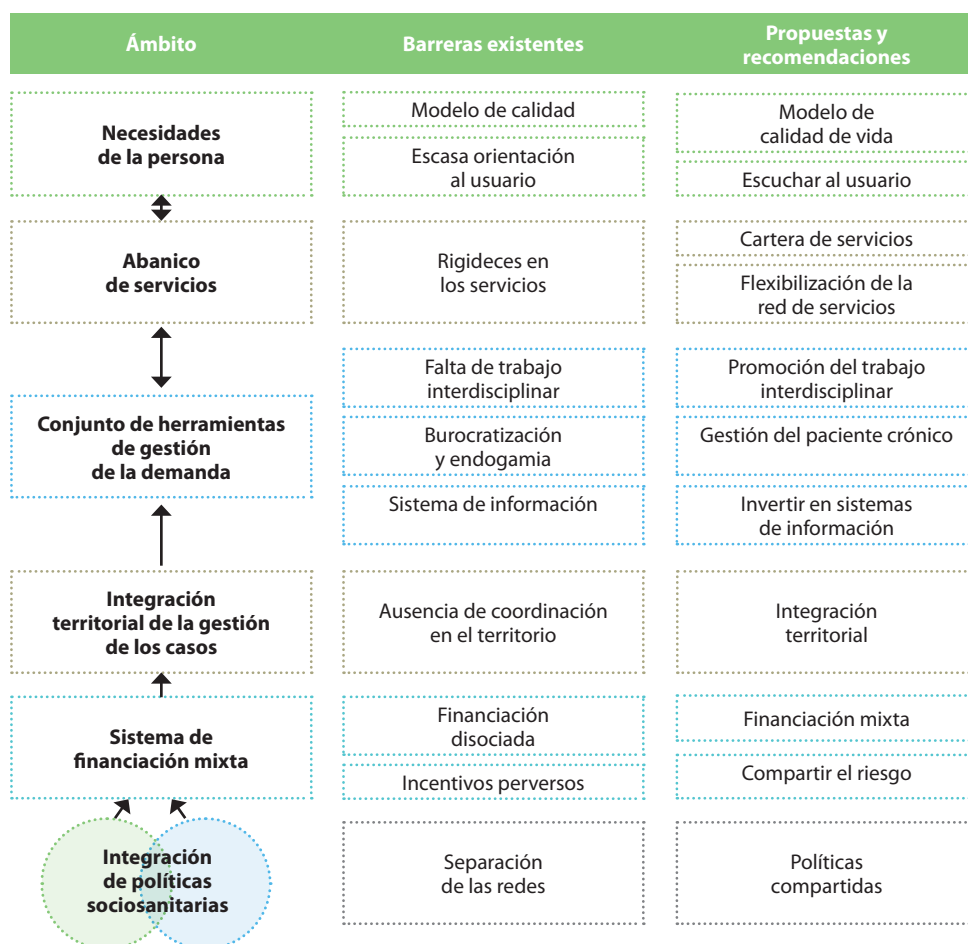 Ámbito
Barreras existentes
Propuestas y
recomendaciones
Necesidades
de la persona
Modelo de calidad
Escasa orientación
al usuario
Modelo de
calidad de vida
Escuchar al usuario
Abanico
de servicios
Rigideces en
los servicios
Cartera de servicios
Flexibilización de la
red de servicios
Conjunto de herramientas
de gestión
de la demanda
Falta de trabajo
interdisciplinar
Burocratización
y endogamia
Sistema de información
Promoción del trabajo
interdisciplinar
Gestión del paciente crónico
Invertir en sistemas
de información
Integración
territorial de la gestión
de los casos
Ausencia de coordinación
en el territorio
Integración
territorial
Sistema de
financiación mixta
Financiación
disociada
Incentivos perversos
Financiación mixta
Compartir el riesgo
Integración
de políticas
sociosanitarias
Separación
de las redes
Políticas
compartidas